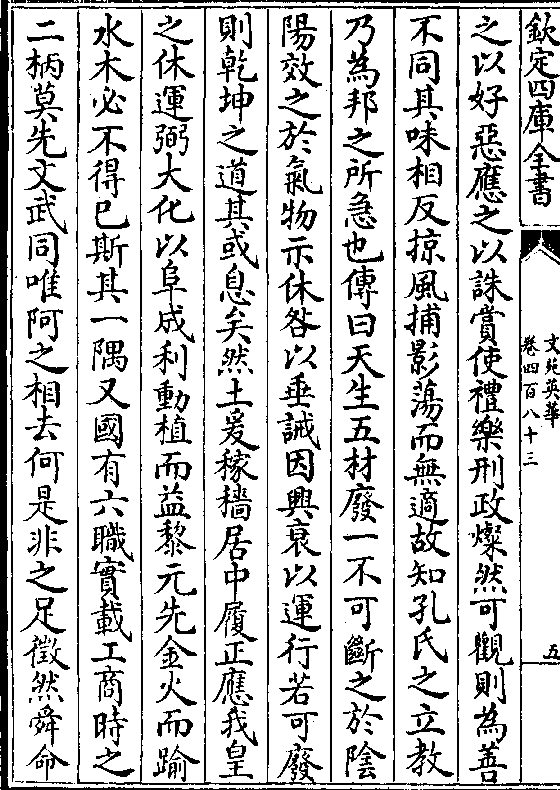 欽定四庫全書
文苑英華
卷四百八十三
五
之以好惡應之以誅賞使禮樂刑政燦然可觀則為善
不同其味相反掠風捕影蕩而無適故知孔氏之立教
乃為邦之所急也傳曰天生五材廢一不可斷之於陰
陽效之於氣物示休咎以垂誡因興衰以運行若可廢
則乾坤之道其或息矣然土爰稼穡居中履正應我皇
之休運弼大化以阜成利動植而益黎元先金火而踰
水木必不得已斯其一隅又國有六職實載工商時之
二柄莫先文武同唯阿之相去何是非之足徵然舜命